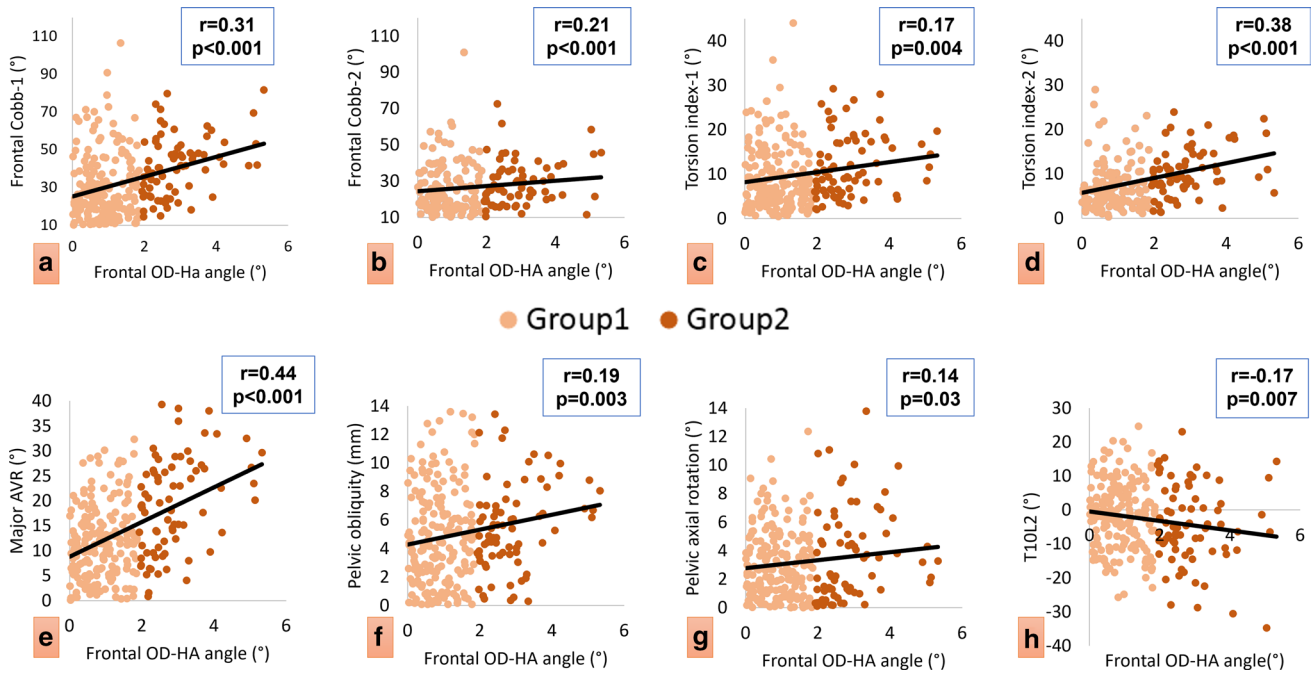 r=0.31
p<0.001
Frontal Cobb-1 (°)
110
90
70
50
30
10
0
2
4
6
a
Frontal OD-Ha angle (°)
r=0.21
p<0.001
Frontal Cobb-2 (°)
110
90
70
50
30
10
0
2
4
6
b
Frontal OD-HA angle (°)
r=0.17
p=0.004
Torsion index-1 (°)
40
30
20
10
0
0
2
4
6
c
Frontal OD-HA angle (°)
r=0.38
p<0.001
Torsion index-2 (°)
40
30
20
10
0
0
2
4
6
d
Frontal OD-HA angle(°)
Group1
Group2
r=0.44
p<0.001
Major AVR (°)
40
35
30
25
20
15
10
5
0
0
2
4
6
e
Frontal OD-HA angle (°)
r=0.19
p=0.003
Pelvic obliquity (mm)
14
12
10
8
6
4
2
0
0
2
4
6
f
Frontal OD-HA angle (°)
r=0.14
p=0.03
Pelvic axial rotation (°)
14
12
10
8
6
4
2
0
0
2
4
6
g
Frontal OD-HA angle (°)
r=-0.17
p=0.007
T10L2 (°)
30
20
10
0
-10
-20
-30
-40
0
2
4
6
h
Frontal OD-HA angle(°)